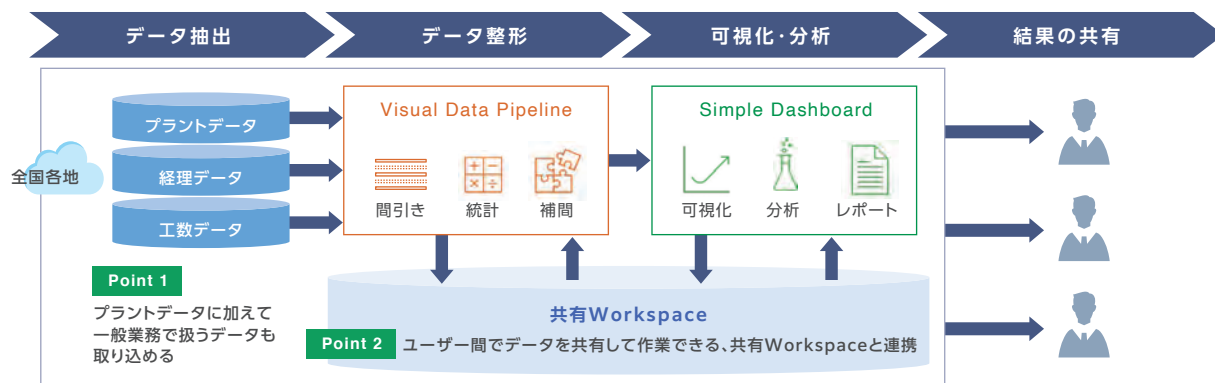 データ抽出
データ整形
可視化・分析
結果の共有
全国各地
プラントデータ
経理データ
工数データ
Visual Data Pipeline
間引き
統計
補間
Simple Dashboard
可視化
分析
レポート
Point 1
プラントデータに加えて
一般業務で扱うデータも
取り込める
共有Workspace
Point 2
ユーザー間でデータを共有して作業できる、共有Workspaceと連携